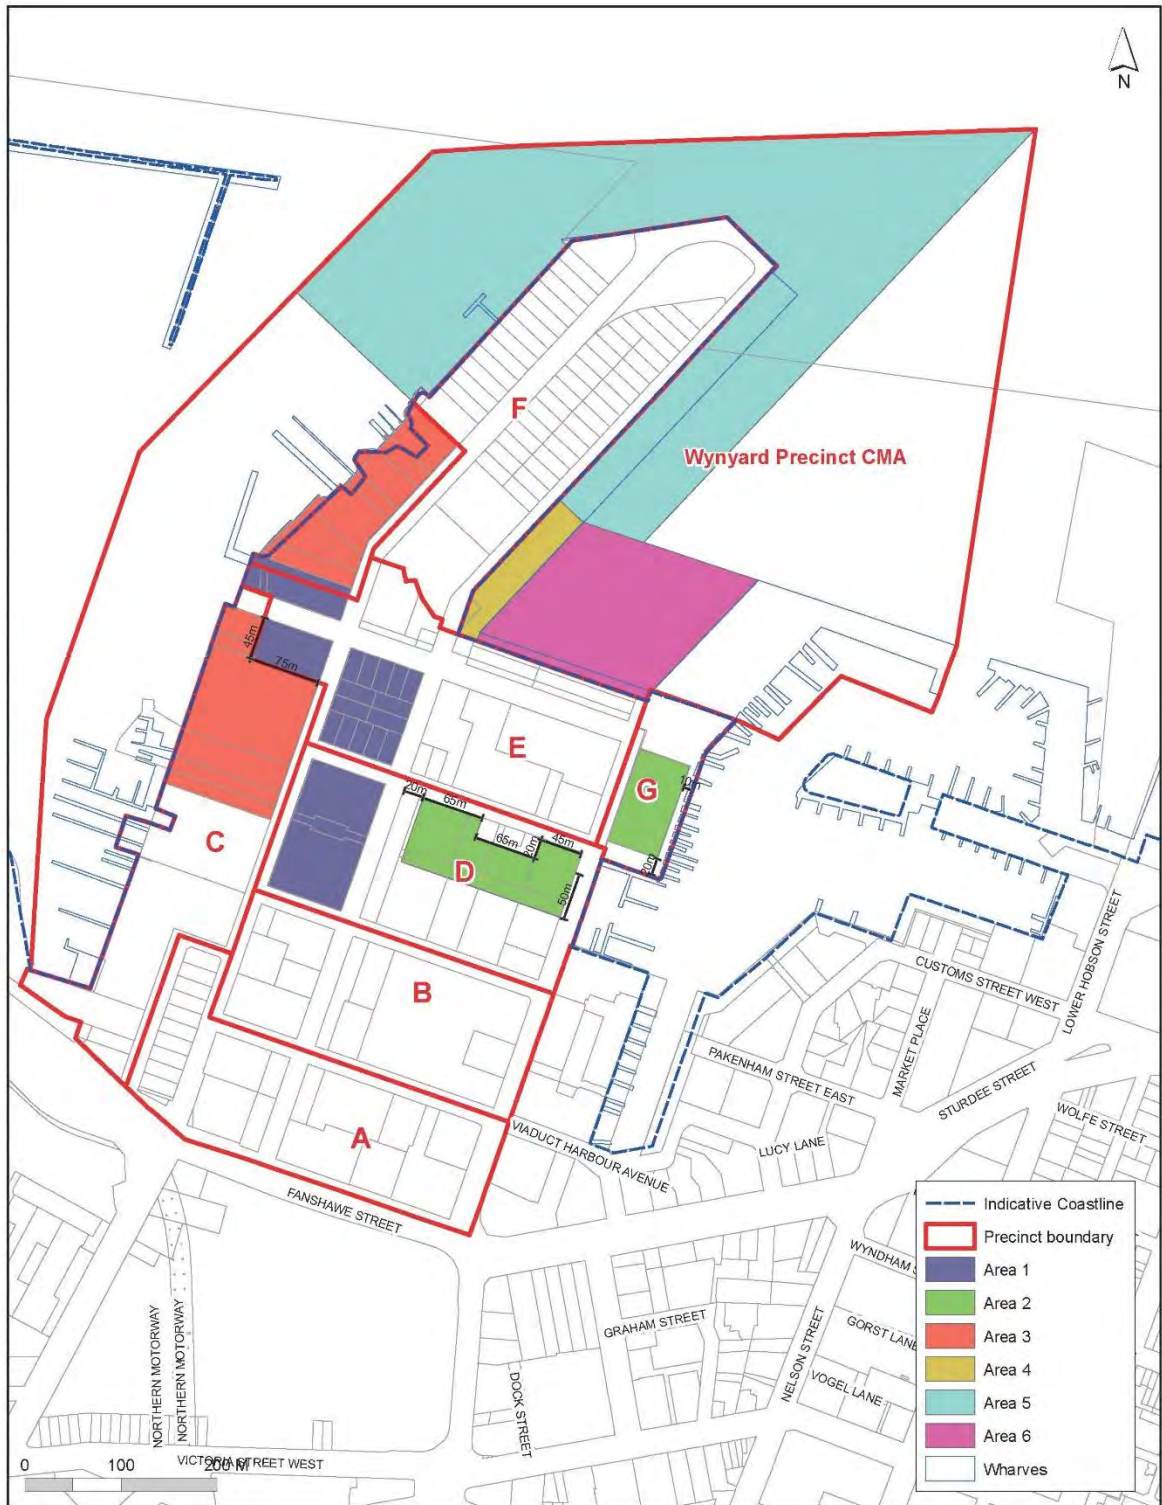 N
F
Wynyard Precinct CMA
45m
75m
E
G
10
20m
65m
65m
20m
45m
20m
50m
C
D
B
A
CUSTOMS STREET WEST
LOWER HOBSON STREET
MARKET PLACE
PAKENHAM STREET EAST
STURDEE STREET
WOLFE STREET
LUCY LANE
VIADUCT HARBOUR AVENUE
FANSHAWE STREET
WYNDHAM S
NORTHERN MOTORWAY
NORTHERN MOTORWAY
GRAHAM STREET
NELSON STREET
GORST LANE
VOGEL LANE
DOCK STREET
VICTORIA STREET WEST
0 100 200 M
Indicative Coastline
Precinct boundary
Area 1
Area 2
Area 3
Area 4
Area 5
Area 6
Wharves